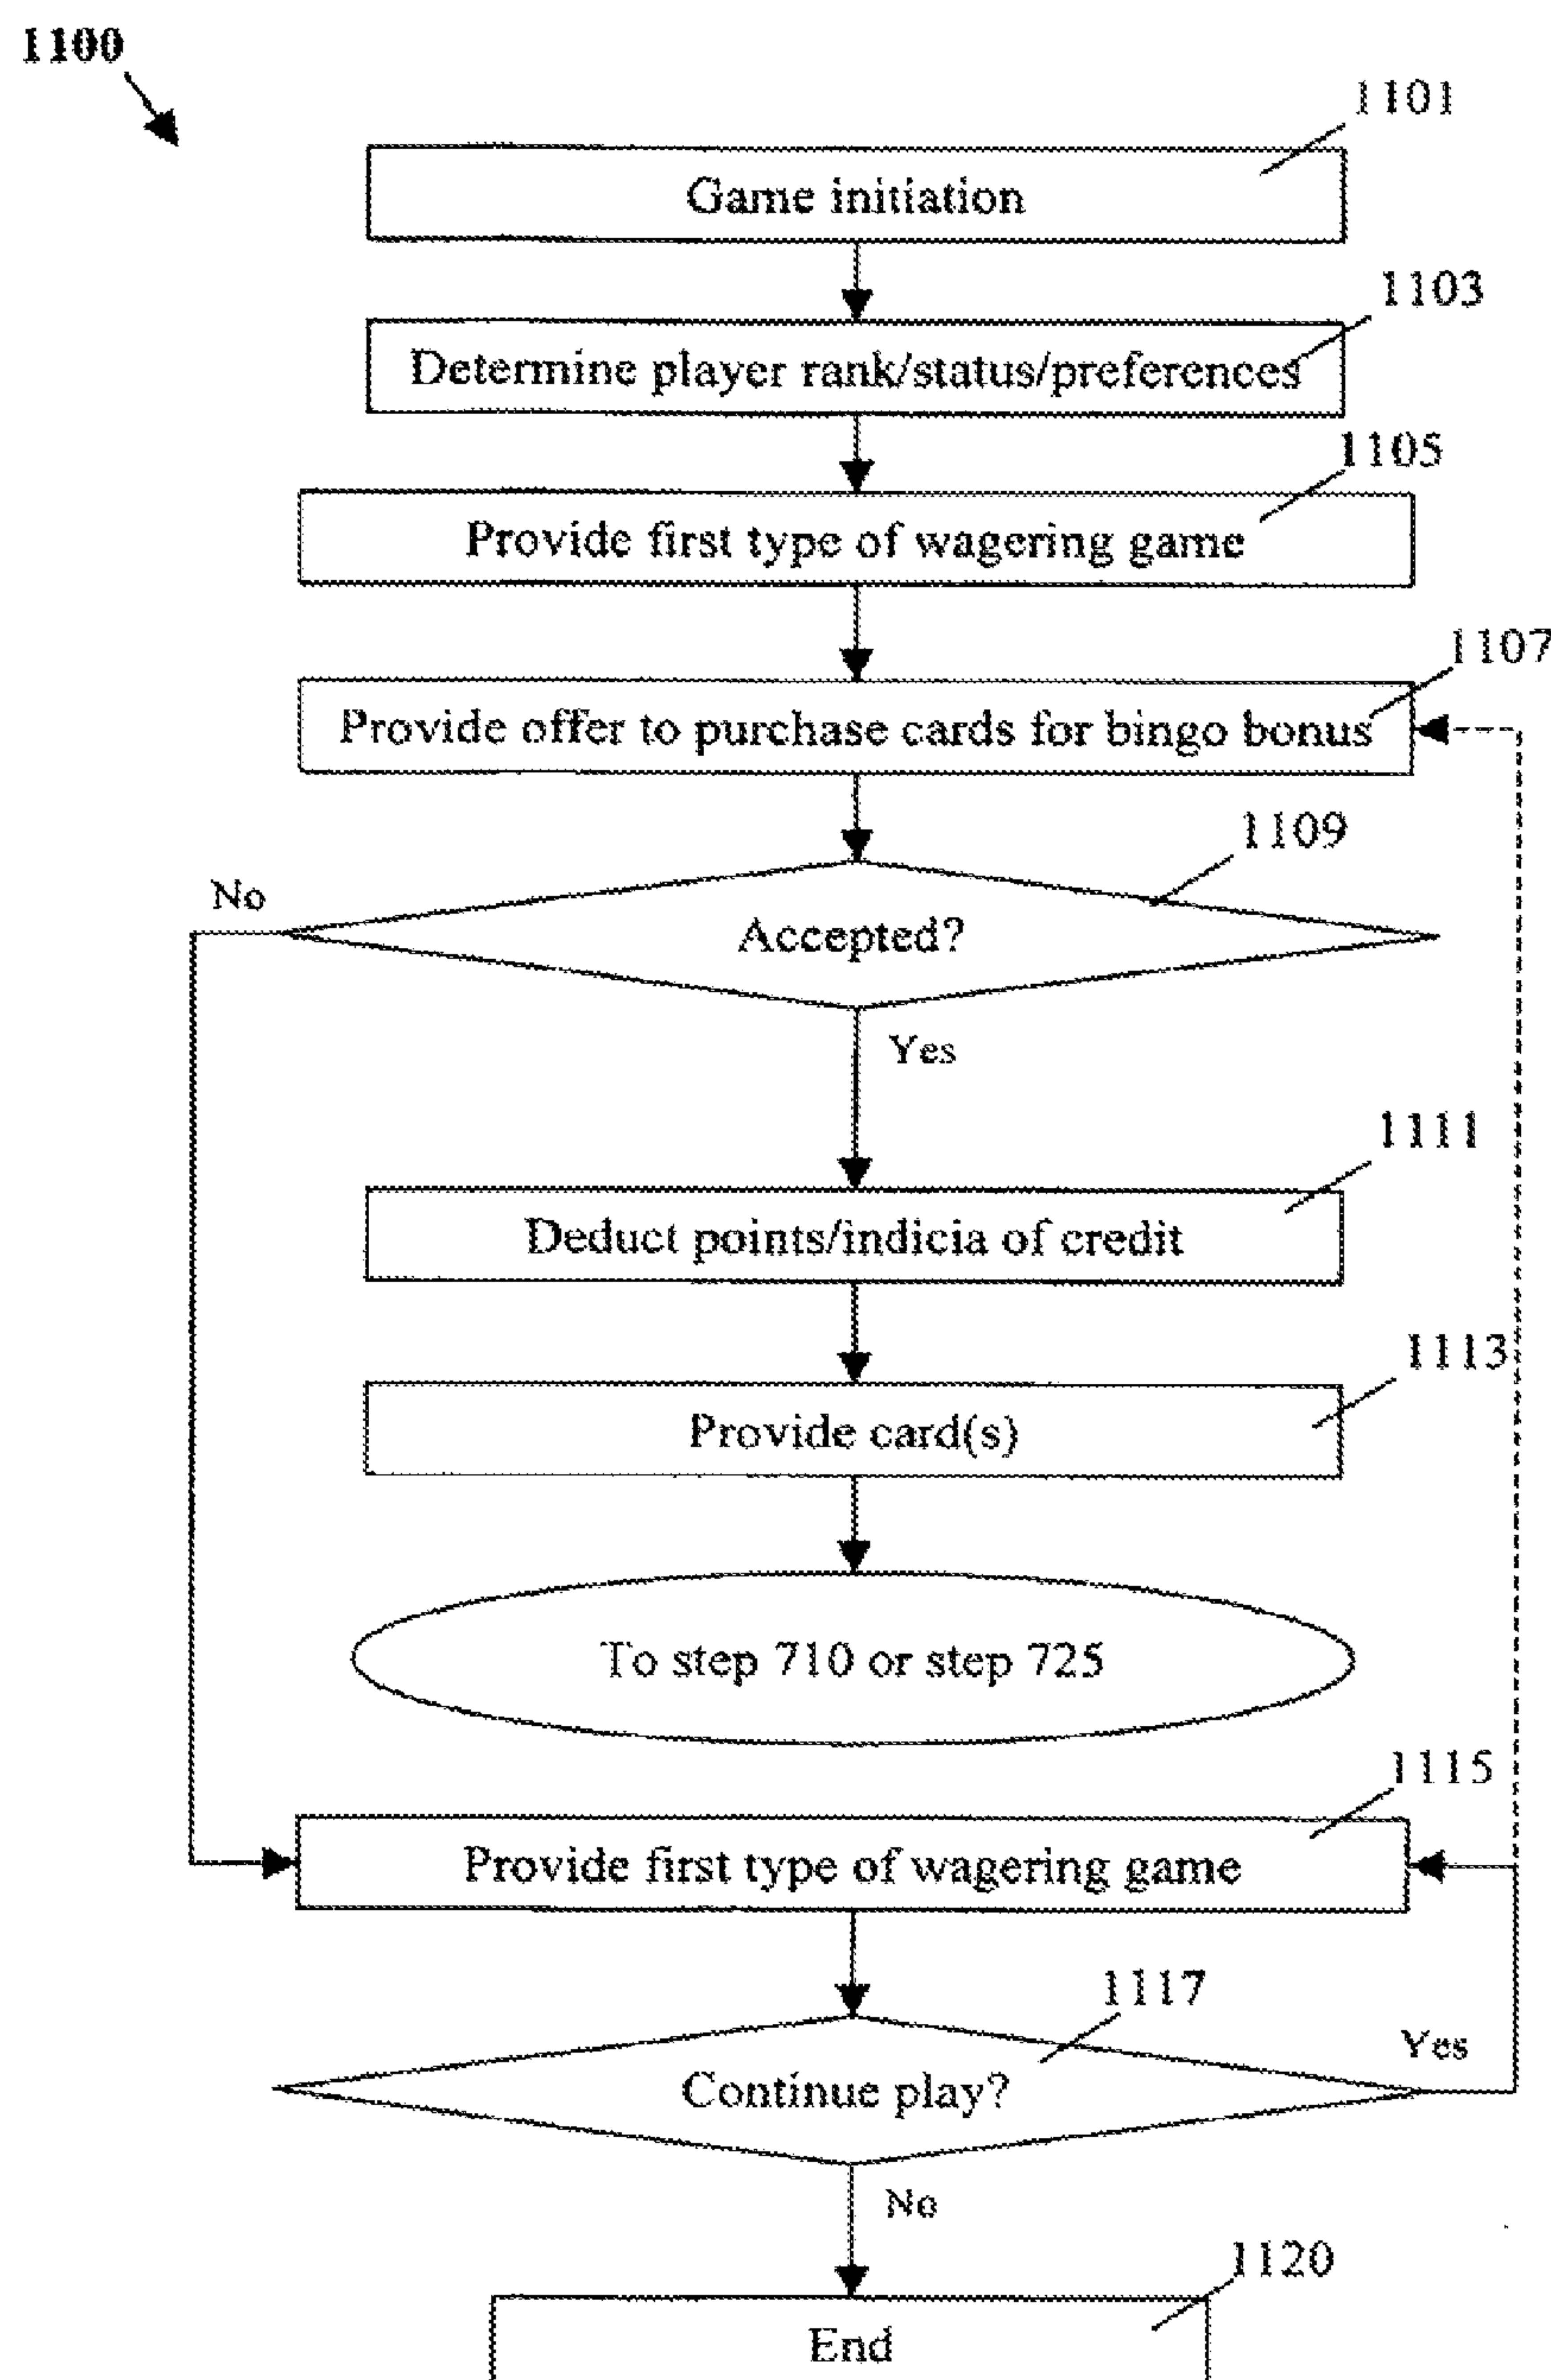 1100
1101
Game initiation
1103
Determine player rank/status/preferences
1105
Provide first type of wagering game
1107
Provide offer to purchase cards for bingo bonus
1109
No
Accepted?
Yes
1111
Deduct points/indicia of credit
1113
Provide card(s)
To step 710 or step 725
1115
Provide first type of wagering game
1117
Yes
Continue play?
No
1120
End